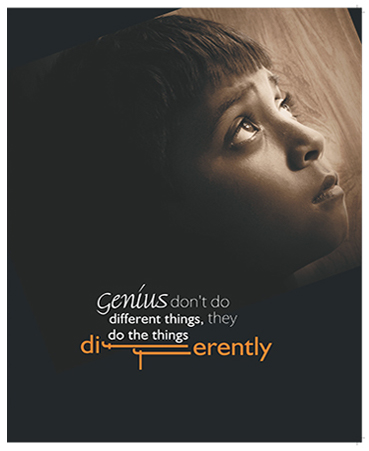 Genius don't do
different things, they
do the things
differently